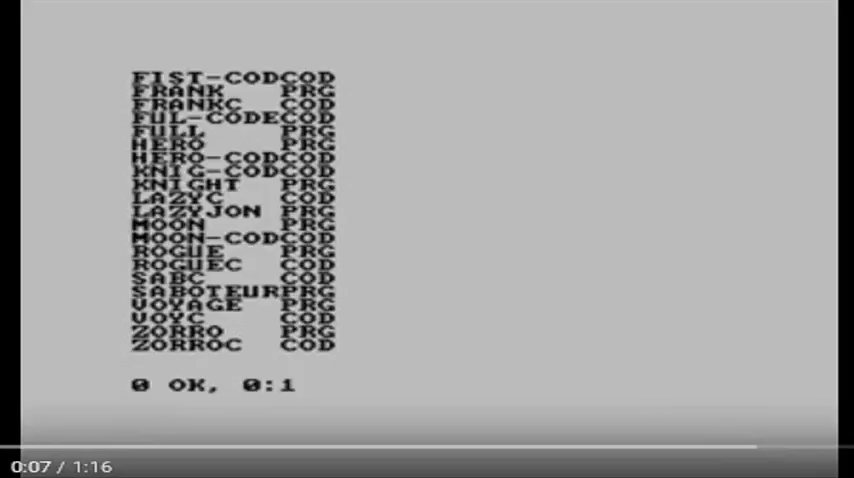 FIST-CODCOD
FRANK PRG
FRANKC COD
FUL-CODECOD
FULL PRG
HERO PRG
HERO-CODCOD
KNIG-CODCOD
KNIGHT PRG
LAZYC COD
LAZYJON PRG
MOON PRG
MOON-CODCOD
ROGUE PRG
ROGUEC COD
SABC COD
SABOTEURPRG
VOYAGE PRG
VOYC COD
ZORRO PRG
ZORROC COD
0 OK, 0:1
0:07 / 1:16